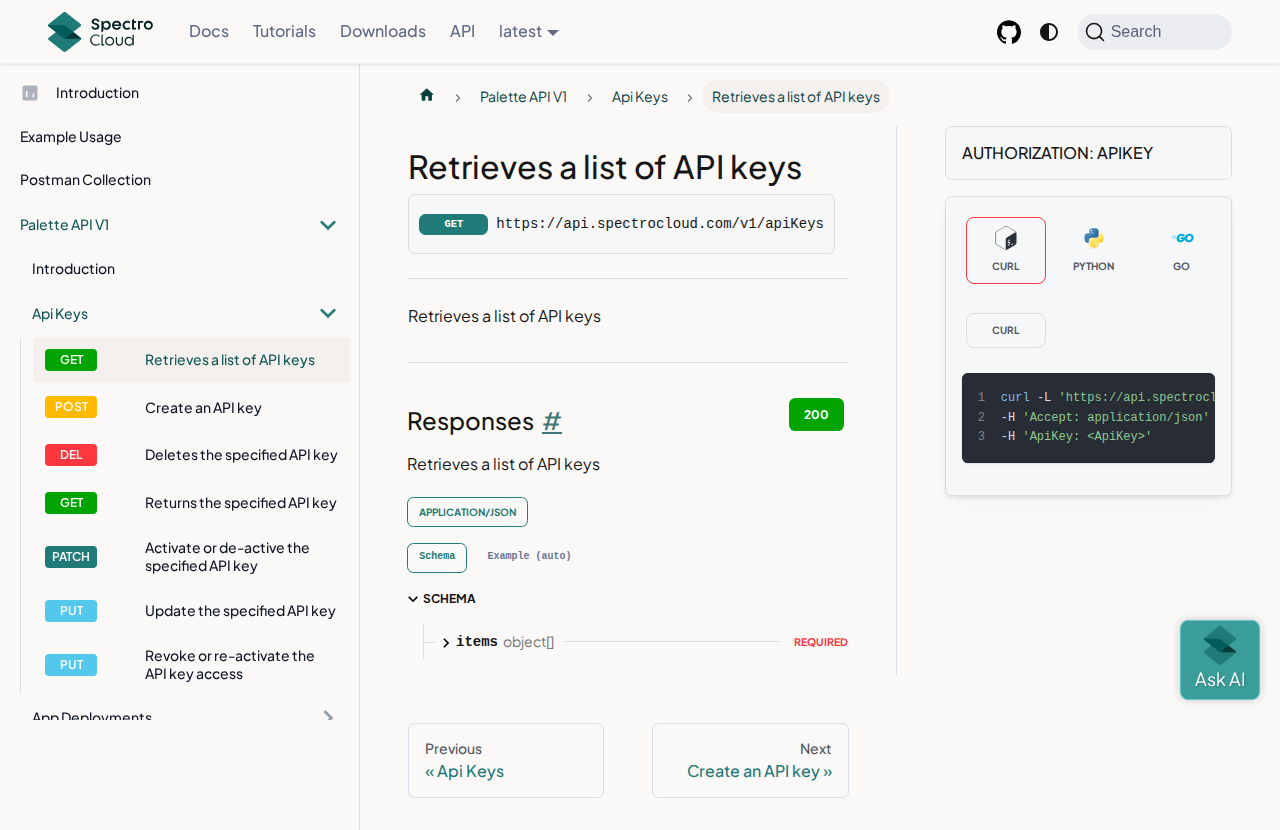 Spectro
Cloud
Docs
Tutorials
Downloads
API
latest
Search
Introduction
Example Usage
Postman Collection
Palette API V1
Introduction
Api Keys
GET Retrieves a list of API keys
POST Create an API key
DEL Deletes the specified API key
GET Returns the specified API key
PATCH Activate or de-active the
specified API key
PUT Update the specified API key
PUT Revoke or re-activate the
API key access
App Deployments
Palette API V1
Api Keys
Retrieves a list of API keys
Retrieves a list of API keys
GET https://api.spectrocloud.com/v1/apiKeys
Retrieves a list of API keys
Responses #
200
Retrieves a list of API keys
APPLICATION/JSON
Schema
Example (auto)
SCHEMA
items object[] REQUIRED
Previous
« Api Keys
Next
Create an API key »
AUTHORIZATION: APIKEY
CURL
PYTHON
GO
CURL
1 curl -L 'https://api.spectrocl
2 -H 'Accept: application/json'
3 -H 'ApiKey: <ApiKey>'
Ask AI